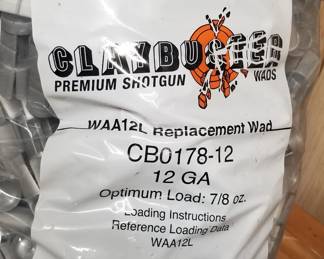 CLAYBUSTER
PREMIUM SHOTGUN WADS
WAA12L Replacement Wad
CB0178-12
12 GA
Optimum Load: 7/8 oz.
Loading Instructions
Reference Loading Data
WAA12L